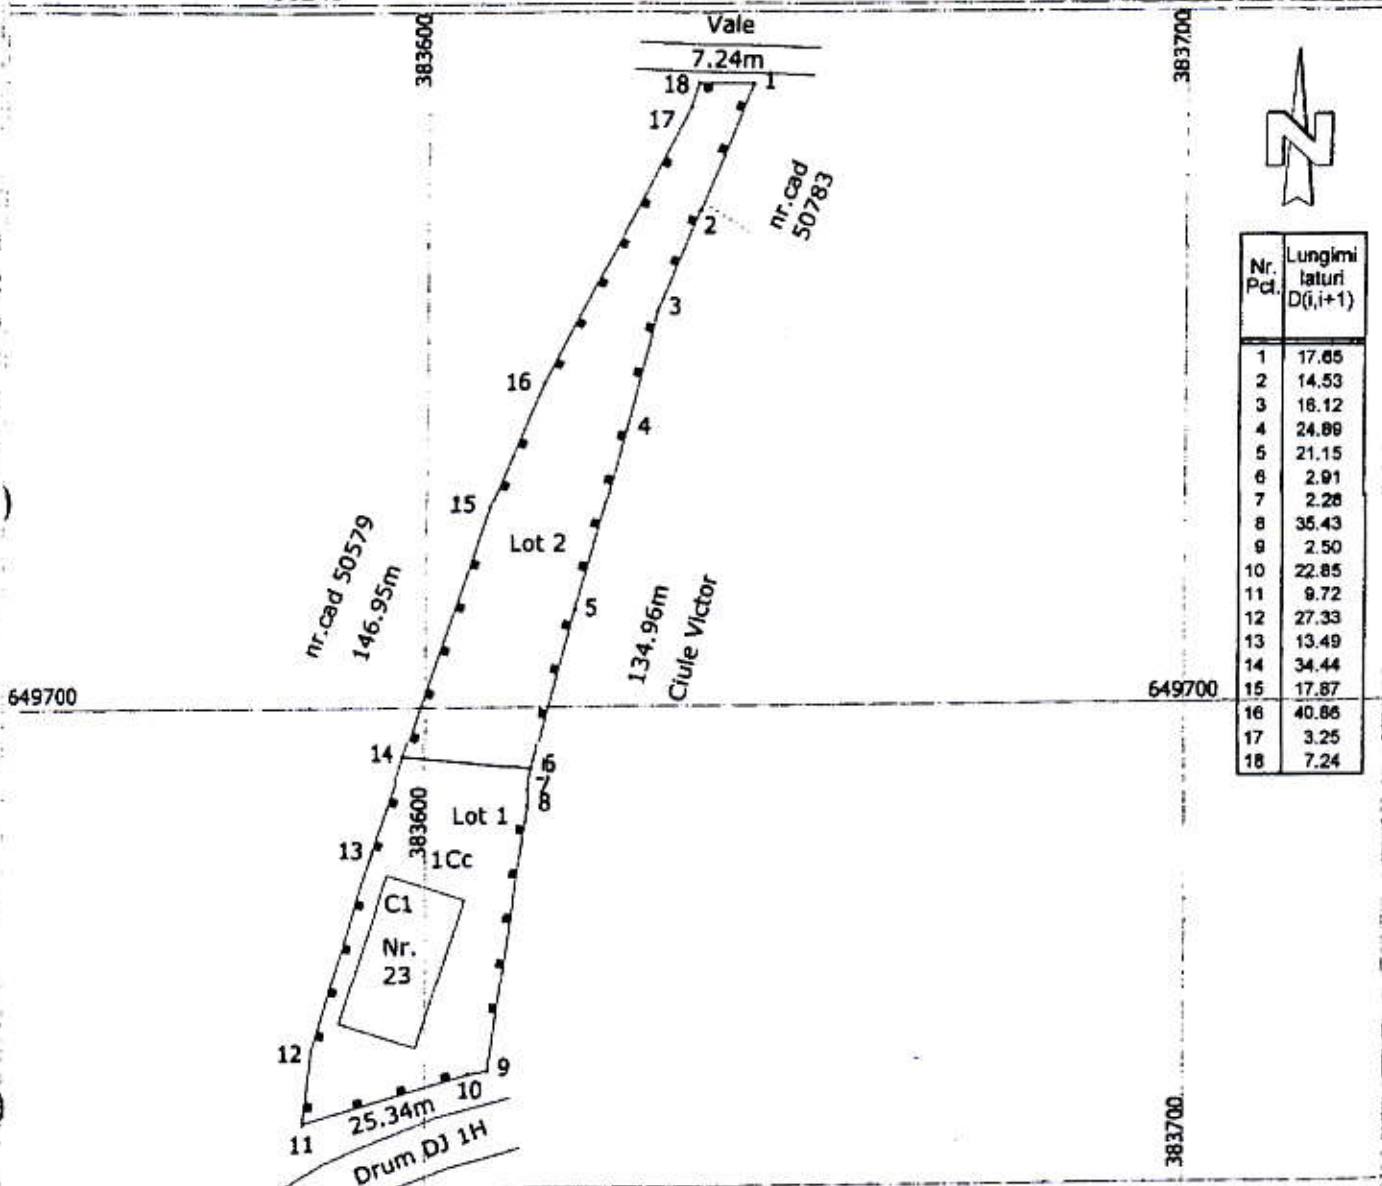 383600
Vale
383700
7.24m
18
1
17
nr.cad
50783
2
3
N
Nr. Pct.
Lungimi laturi D(i,i+1)
1 17.65
2 14.53
3 16.12
4 24.89
5 21.15
6 2.91
7 2.28
8 35.43
9 2.50
10 22.85
11 9.72
12 27.33
13 13.49
14 34.44
15 17.87
16 40.86
17 3.25
18 7.24
16
4
15
Lot 2
nr.cad 50579
146.95m
5
134.96m
Ciule Victor
649700
649700
14
6
7
8
383600
Lot 1
13
1Cc
C1
Nr.
23
12
9
10
25.34m
11
Drum DJ 1H
383700